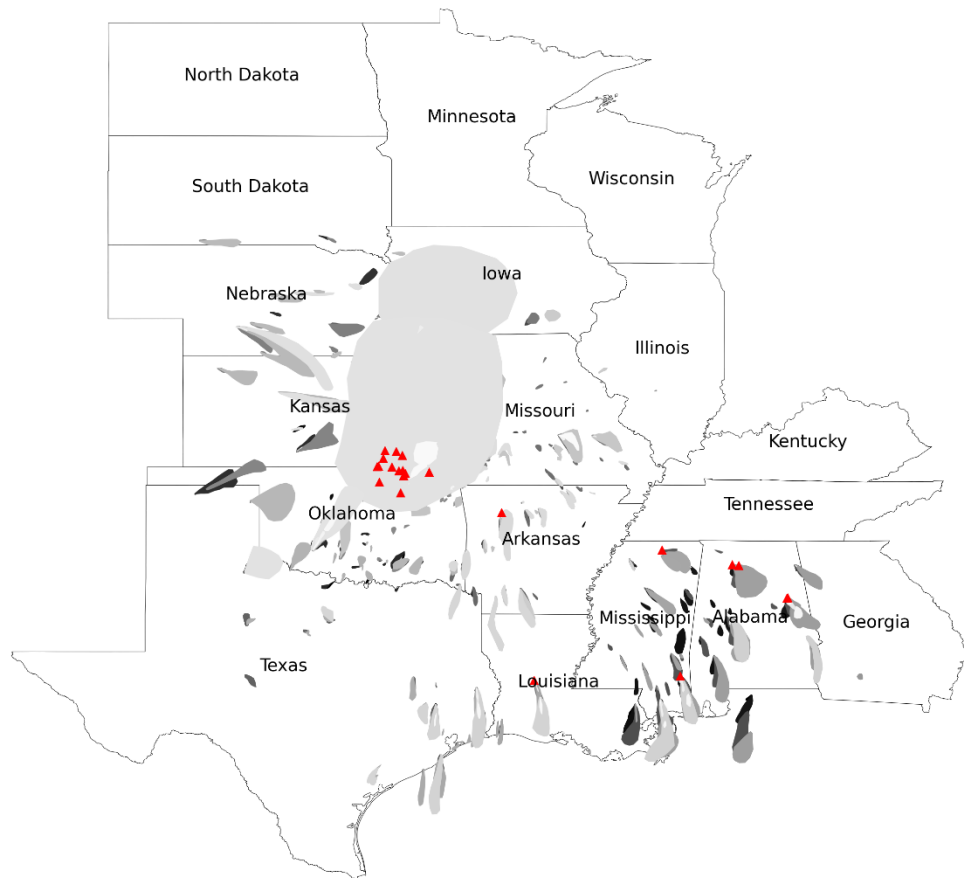 North Dakota
Minnesota
Wisconsin
South Dakota
Iowa
Nebraska
Illinois
Kansas
Missouri
Kentucky
Tennessee
Oklahoma
Arkansas
Mississippi
Alabama
Georgia
Texas
Louisiana